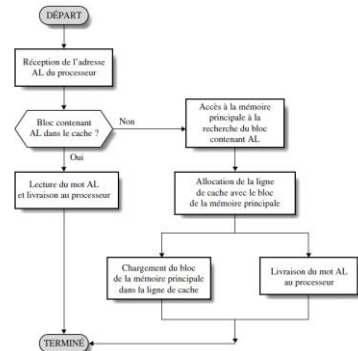 DÉPART
Réception de l'adresse
AL du processeur
Bloc contenant
AL dans le cache ?
Non
Oui
Accès à la mémoire
principale à la
recherche du bloc
contenant AL
Lecture du mot AL
et livraison au processeur
Allocation de la ligne
de cache avec le bloc
de la mémoire principale
Chargement du bloc
de la mémoire principale
dans la ligne de cache
Livraison du mot AL
au processeur
TERMINÉ